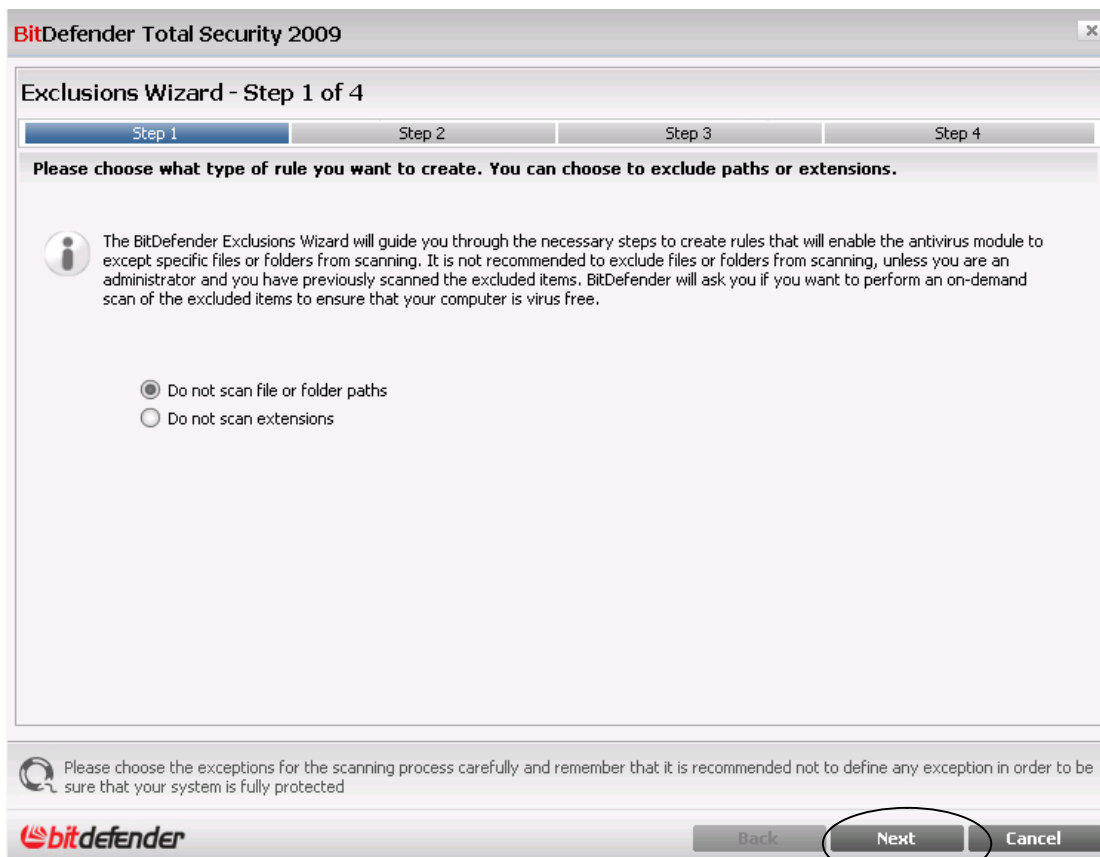 BitDefender Total Security 2009
Exclusions Wizard - Step 1 of 4
Step 1 Step 2 Step 3 Step 4
Please choose what type of rule you want to create. You can choose to exclude paths or extensions.
The BitDefender Exclusions Wizard will guide you through the necessary steps to create rules that will enable the antivirus module to
except specific files or folders from scanning. It is not recommended to exclude files or folders from scanning, unless you are an
administrator and you have previously scanned the excluded items. BitDefender will ask you if you want to perform an on-demand
scan of the excluded items to ensure that your computer is virus free.
Do not scan file or folder paths
Do not scan extensions
Please choose the exceptions for the scanning process carefully and remember that it is recommended not to define any exception in order to be
sure that your system is fully protected
bitdefender Back Next Cancel